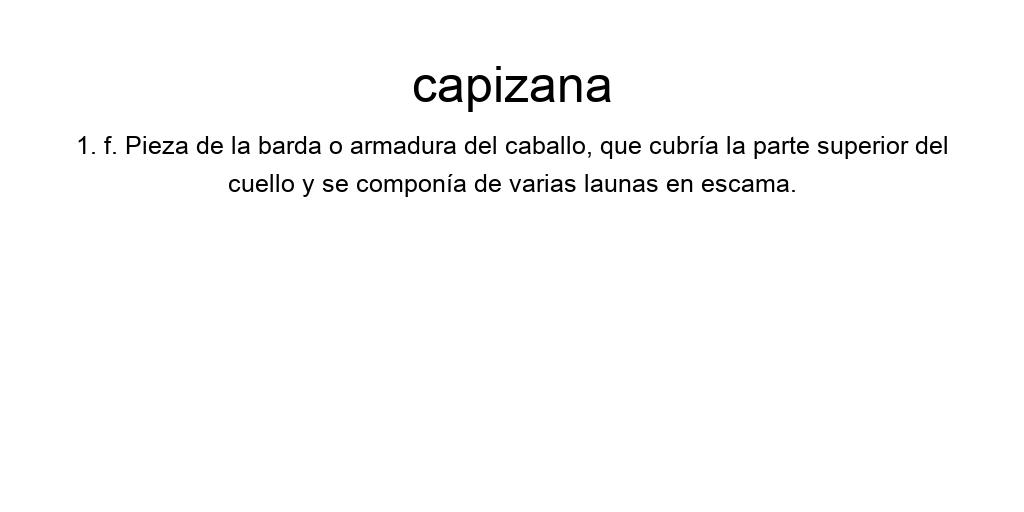 capizana
1. f. Pieza de la barda o armadura del caballo, que cubría la parte superior del
cuello y se componía de varias launas en escama.